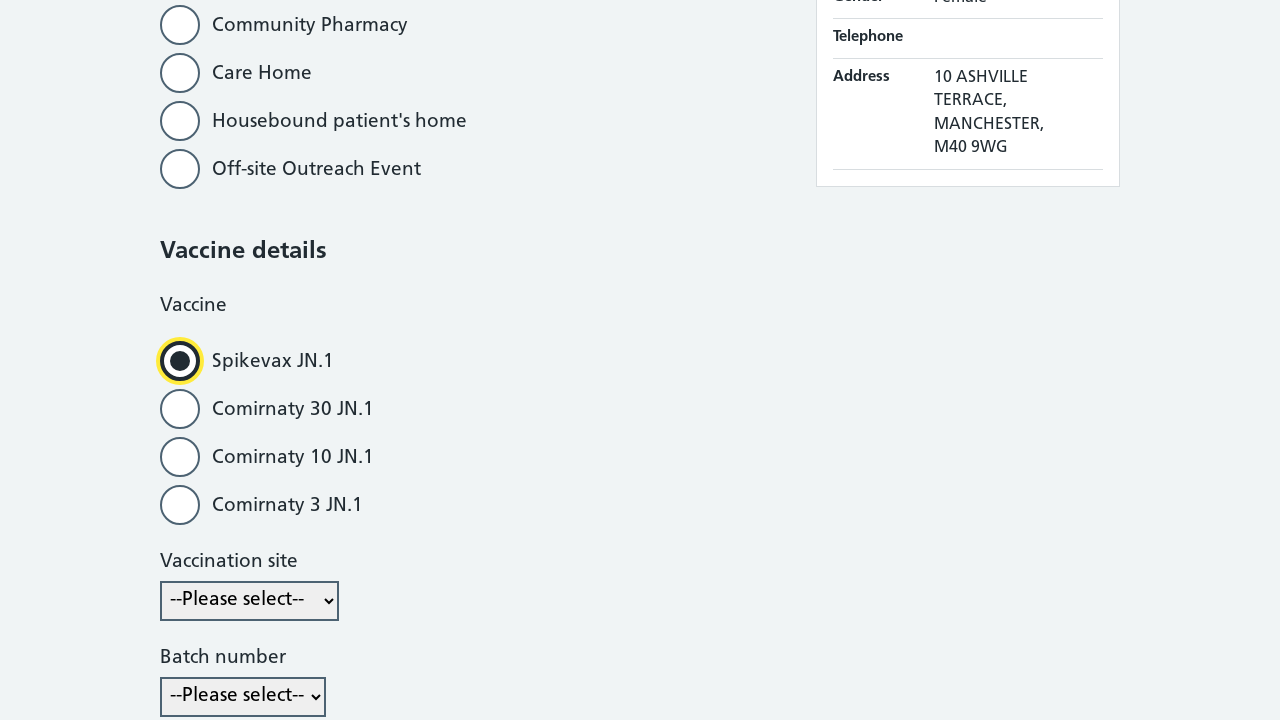 Community Pharmacy
Care Home
Housebound patient's home
Off-site Outreach Event
Vaccine details
Vaccine
Spikevax JN.1
Comirnaty 30 JN.1
Comirnaty 10 JN.1
Comirnaty 3 JN.1
Vaccination site
--Please select--
Batch number
--Please select--
Telephone
Address
10 ASHVILLE
TERRACE,
MANCHESTER,
M40 9WG